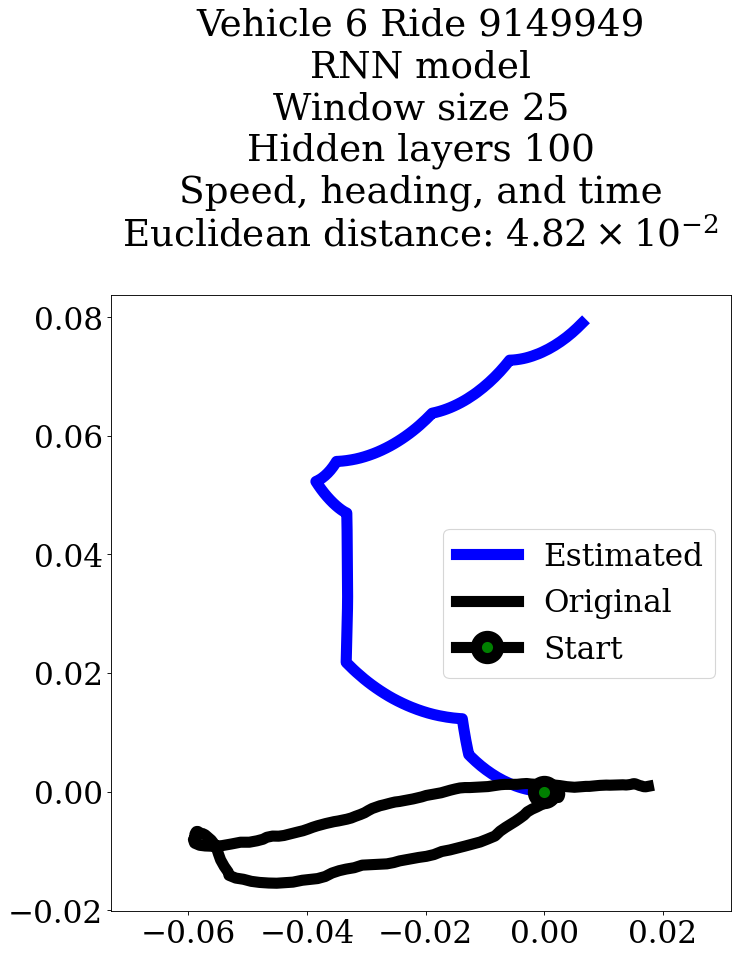 Vehicle 6 Ride 9149949
RNN model
Window size 25
Hidden layers 100
Speed, heading, and time
Euclidean distance: 4.82 × 10⁻²
0.08
0.06
0.04
0.02
0.00
−0.02
Estimated
Original
Start
−0.06 −0.04 −0.02 0.00 0.02